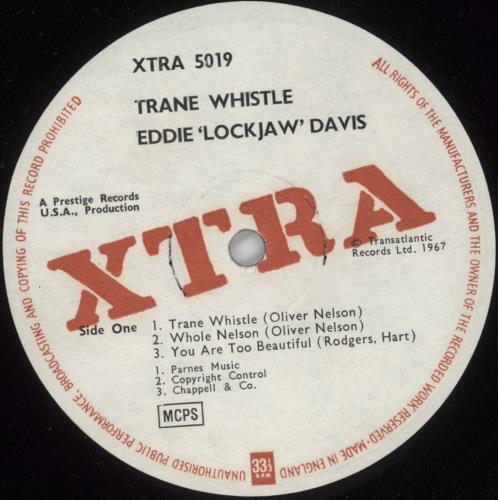 XTRA 5019
TRANE WHISTLE
EDDIE 'LOCKJAW' DAVIS
A Prestige Records
U.S.A., Production
XTRA
© Transatlantic
Records Ltd. 1967
Side One
1. Trane Whistle (Oliver Nelson)
2. Whole Nelson (Oliver Nelson)
3. You Are Too Beautiful (Rodgers, Hart)
1. Parnes Music
2. Copyright Control
3. Chappell & Co.
MCPS
33⅓
R.P.M.
ALL RIGHTS OF THE MANUFACTURERS AND THE OWNER OF THE RECORDED WORK RESERVED·MADE IN ENGLAND
UNAUTHORISED PUBLIC PERFORMANCE, BROADCASTING AND COPYING OF THIS RECORD PROHIBITED